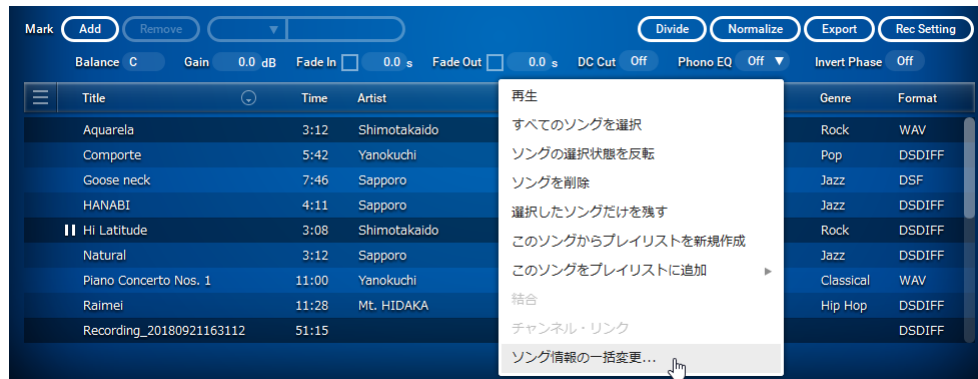 Mark Add Remove Divide Normalize Export Rec Setting
Balance C Gain 0.0 dB Fade In 0.0 s Fade Out 0.0 s DC Cut Off Phono EQ Off Invert Phase Off
Title Time Artist Genre Format
Aquarela 3:12 Shimotakaido Rock WAV
Comporte 5:42 Yanokuchi Pop DSDIFF
Goose neck 7:46 Sapporo Jazz DSF
HANABI 4:11 Sapporo Jazz DSDIFF
Hi Latitude 3:08 Shimotakaido Rock DSDIFF
Natural 3:12 Sapporo Jazz DSDIFF
Piano Concerto Nos. 1 11:00 Yanokuchi Classical WAV
Raimei 11:28 Mt. HIDAKA Hip Hop DSDIFF
Recording_20180921163112 51:15 DSDIFF
再生
すべてのソングを選択
ソングの選択状態を反転
ソングを削除
選択したソングだけを残す
このソングからプレイリストを新規作成
このソングをプレイリストに追加
結合
チャンネル・リンク
ソング情報の一括変更...